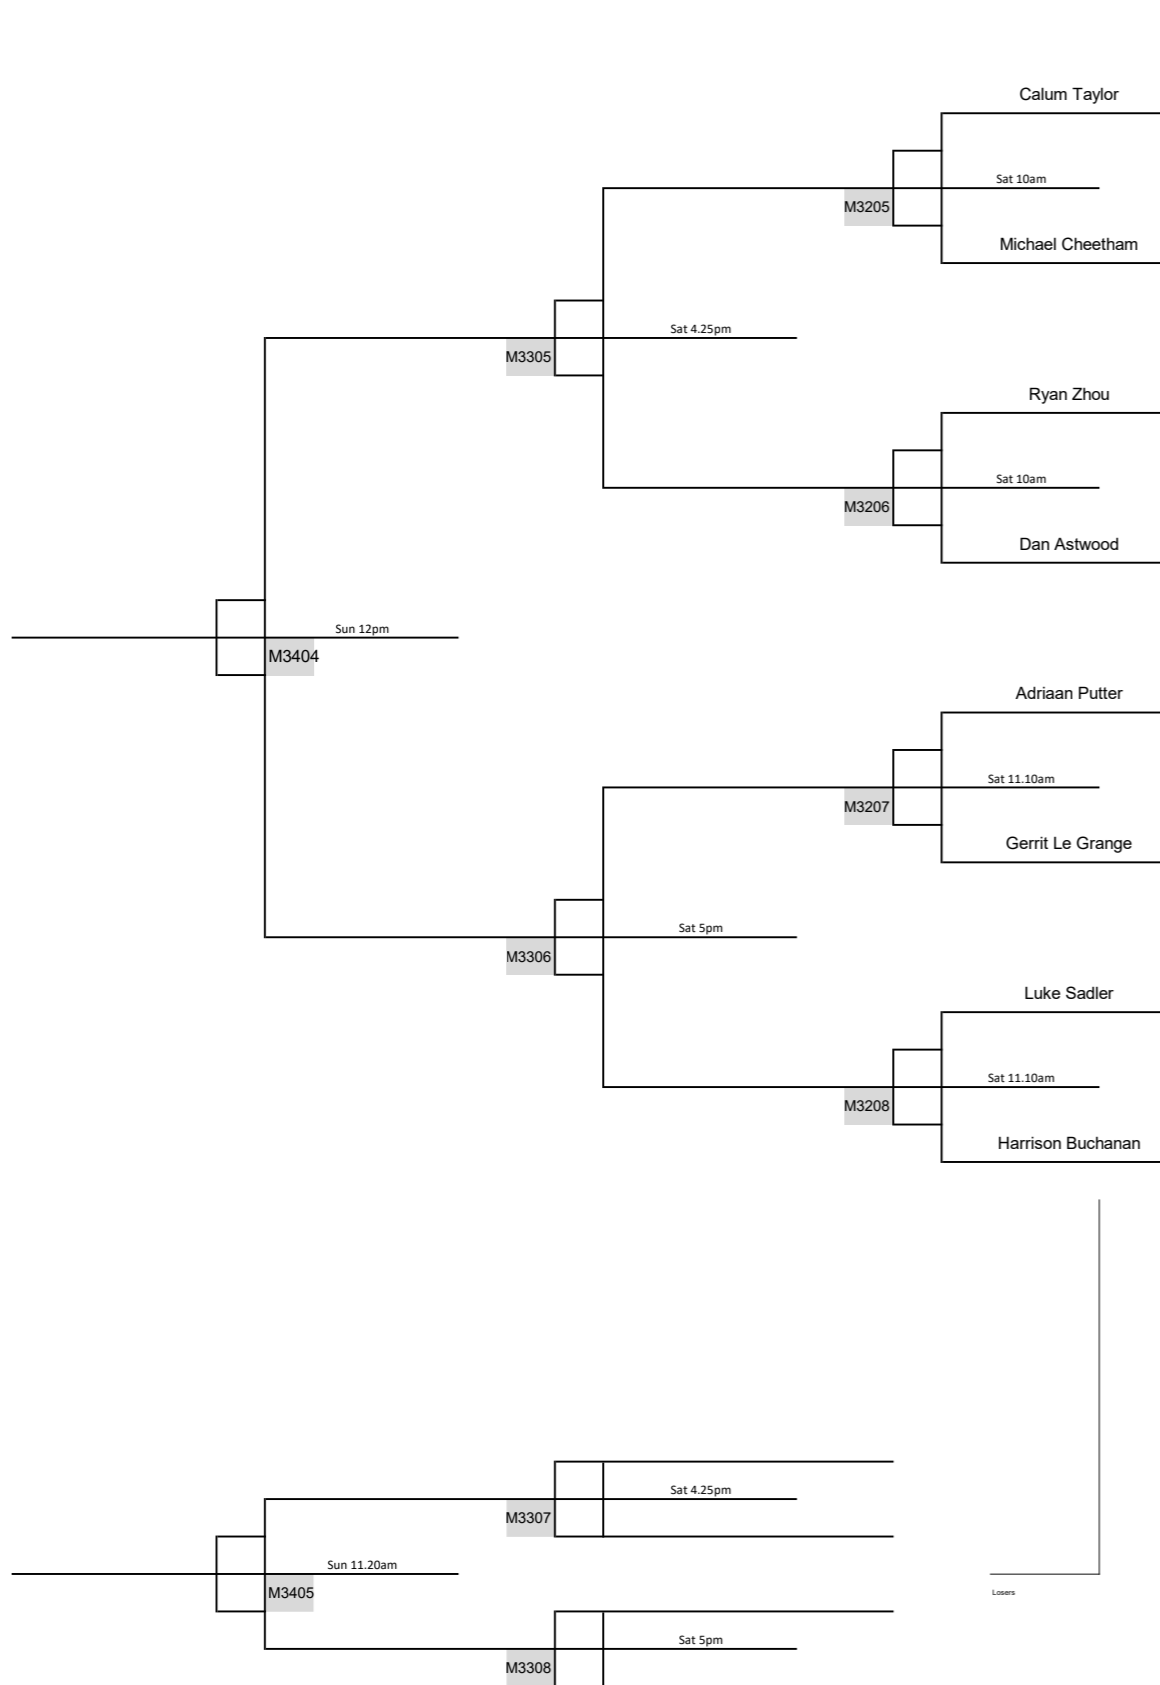 Calum Taylor
Sat 10am
M3205
Michael Cheetham
Sat 4.25pm
M3305
Ryan Zhou
Sat 10am
M3206
Dan Astwood
Sun 12pm
M3404
Adriaan Putter
Sat 11.10am
M3207
Gerrit Le Grange
Sat 5pm
M3306
Luke Sadler
Sat 11.10am
M3208
Harrison Buchanan
Sat 4.25pm
M3307
Sun 11.20am
M3405
Losers
Sat 5pm
M3308